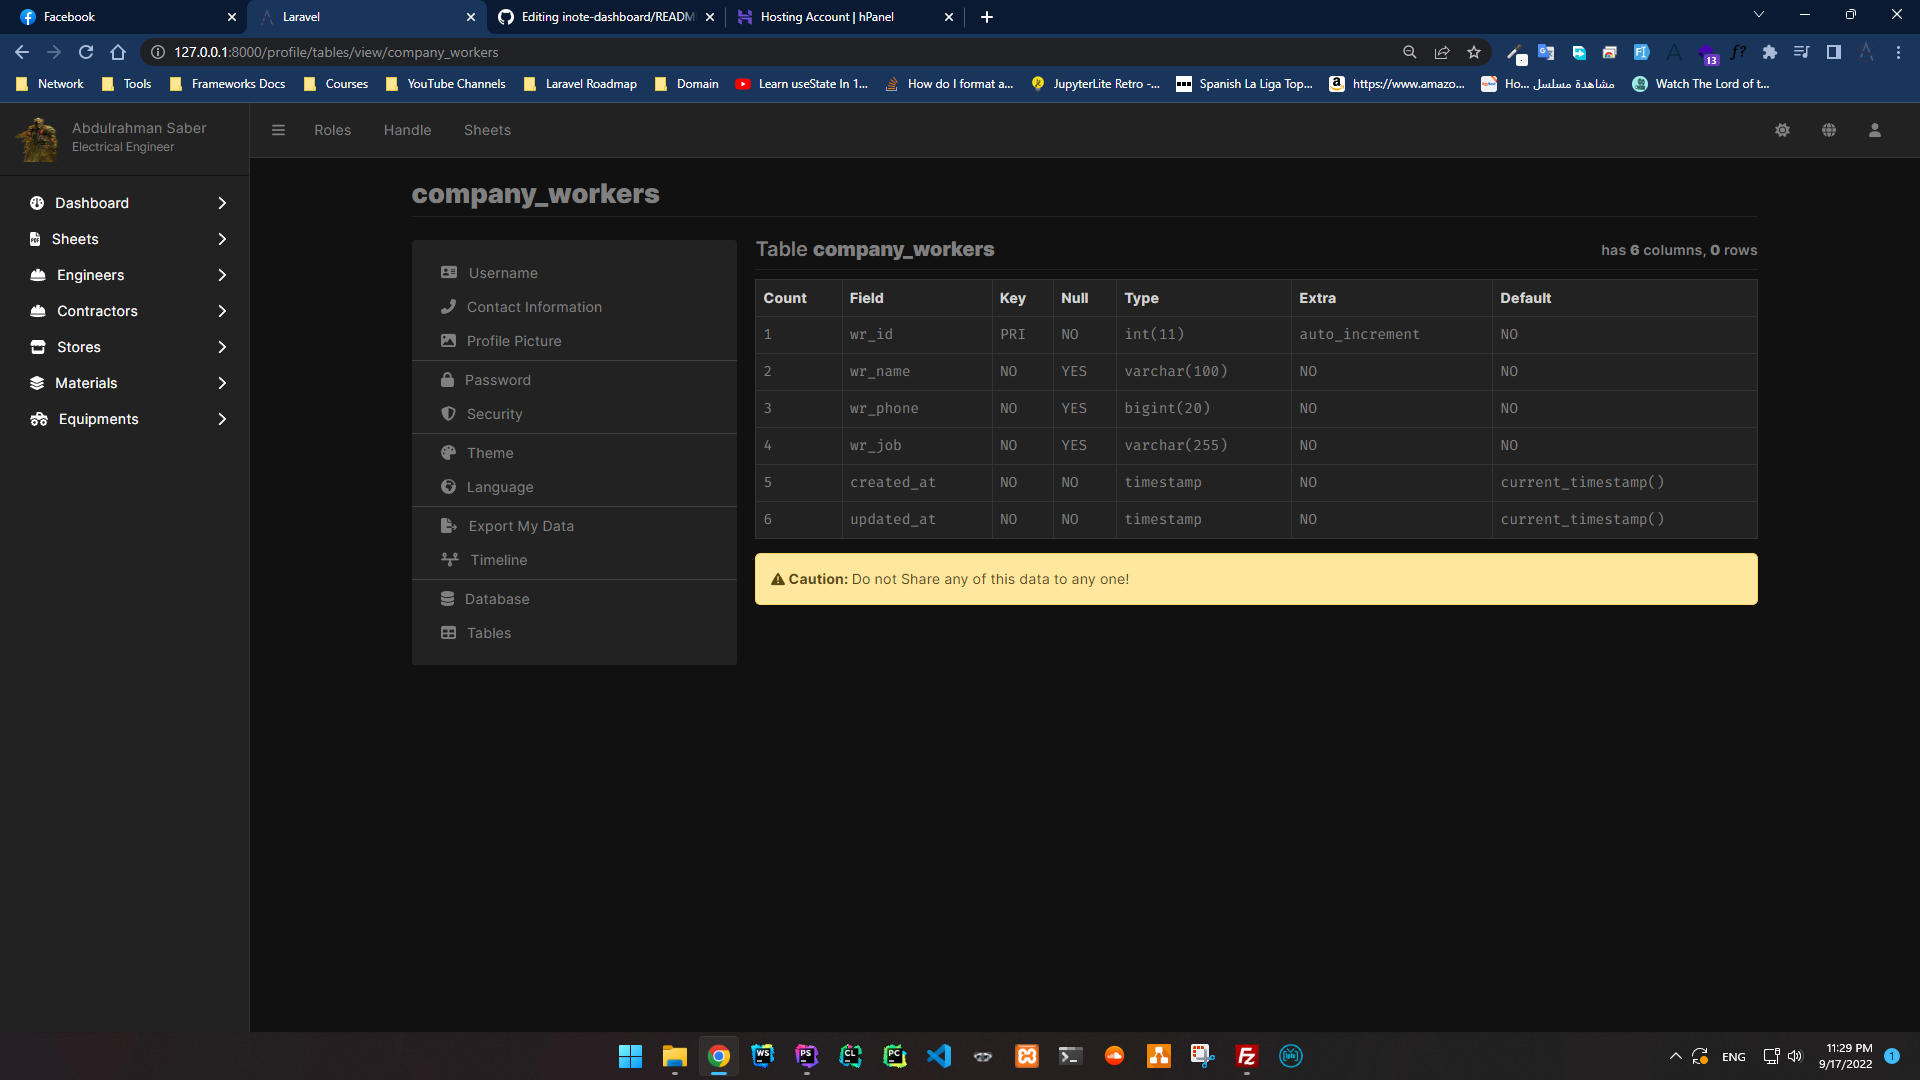 Facebook
Laravel
Editing inote-dashboard/READM
Hosting Account | hPanel
127.0.0.1:8000/profile/tables/view/company_workers
13
Network
Tools
Frameworks Docs
Courses
YouTube Channels
Laravel Roadmap
Domain
Learn useState In 1...
How do I format a...
JupyterLite Retro -...
Spanish La Liga Top...
https://www.amazo...
Ho... مشاهدة مسلسل
Watch The Lord of t...
Abdulrahman Saber
Electrical Engineer
Roles
Handle
Sheets
Dashboard
Sheets
Engineers
Contractors
Stores
Materials
Equipments
company_workers
Username
Contact Information
Profile Picture
Password
Security
Theme
Language
Export My Data
Timeline
Database
Tables
Table company_workers
has 6 columns, 0 rows
Count Field Key Null Type Extra Default
1 wr_id PRI NO int(11) auto_increment NO
2 wr_name NO YES varchar(100) NO NO
3 wr_phone NO YES bigint(20) NO NO
4 wr_job NO YES varchar(255) NO NO
5 created_at NO NO timestamp NO current_timestamp()
6 updated_at NO NO timestamp NO current_timestamp()
Caution: Do not Share any of this data to any one!
WS
PS
CL
PC
FZ
ENG
11:29 PM
9/17/2022
1